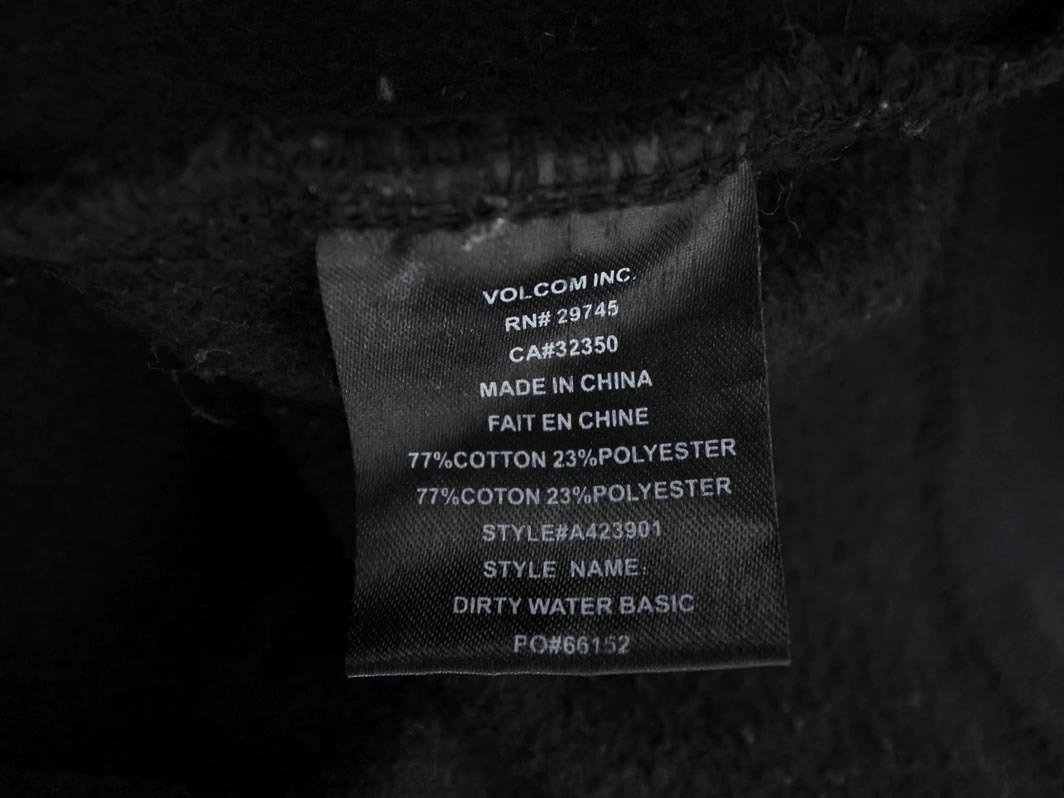 VOLCOM INC.
RN# 29745
CA#32350
MADE IN CHINA
FAIT EN CHINE
77%COTTON 23%POLYESTER
77%COTON 23%POLYESTER
STYLE#A423901
STYLE NAME:
DIRTY WATER BASIC
PO#66152